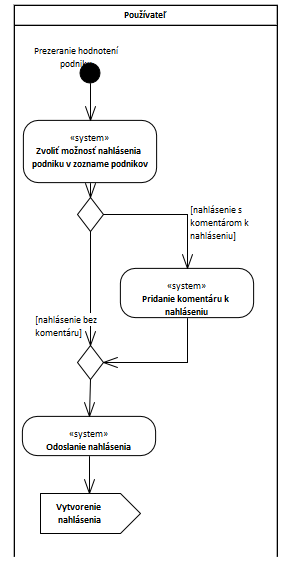 Používateľ
Prezeranie hodnotení
podniku
«system»
Zvoliť možnosť nahlásenia
podniku v zozname podnikov
[nahlásenie s
komentárom k
nahláseniu]
«system»
Pridanie komentáru k
nahláseniu
[nahlásenie bez
komentáru]
«system»
Odoslanie nahlásenia
Vytvorenie
nahlásenia